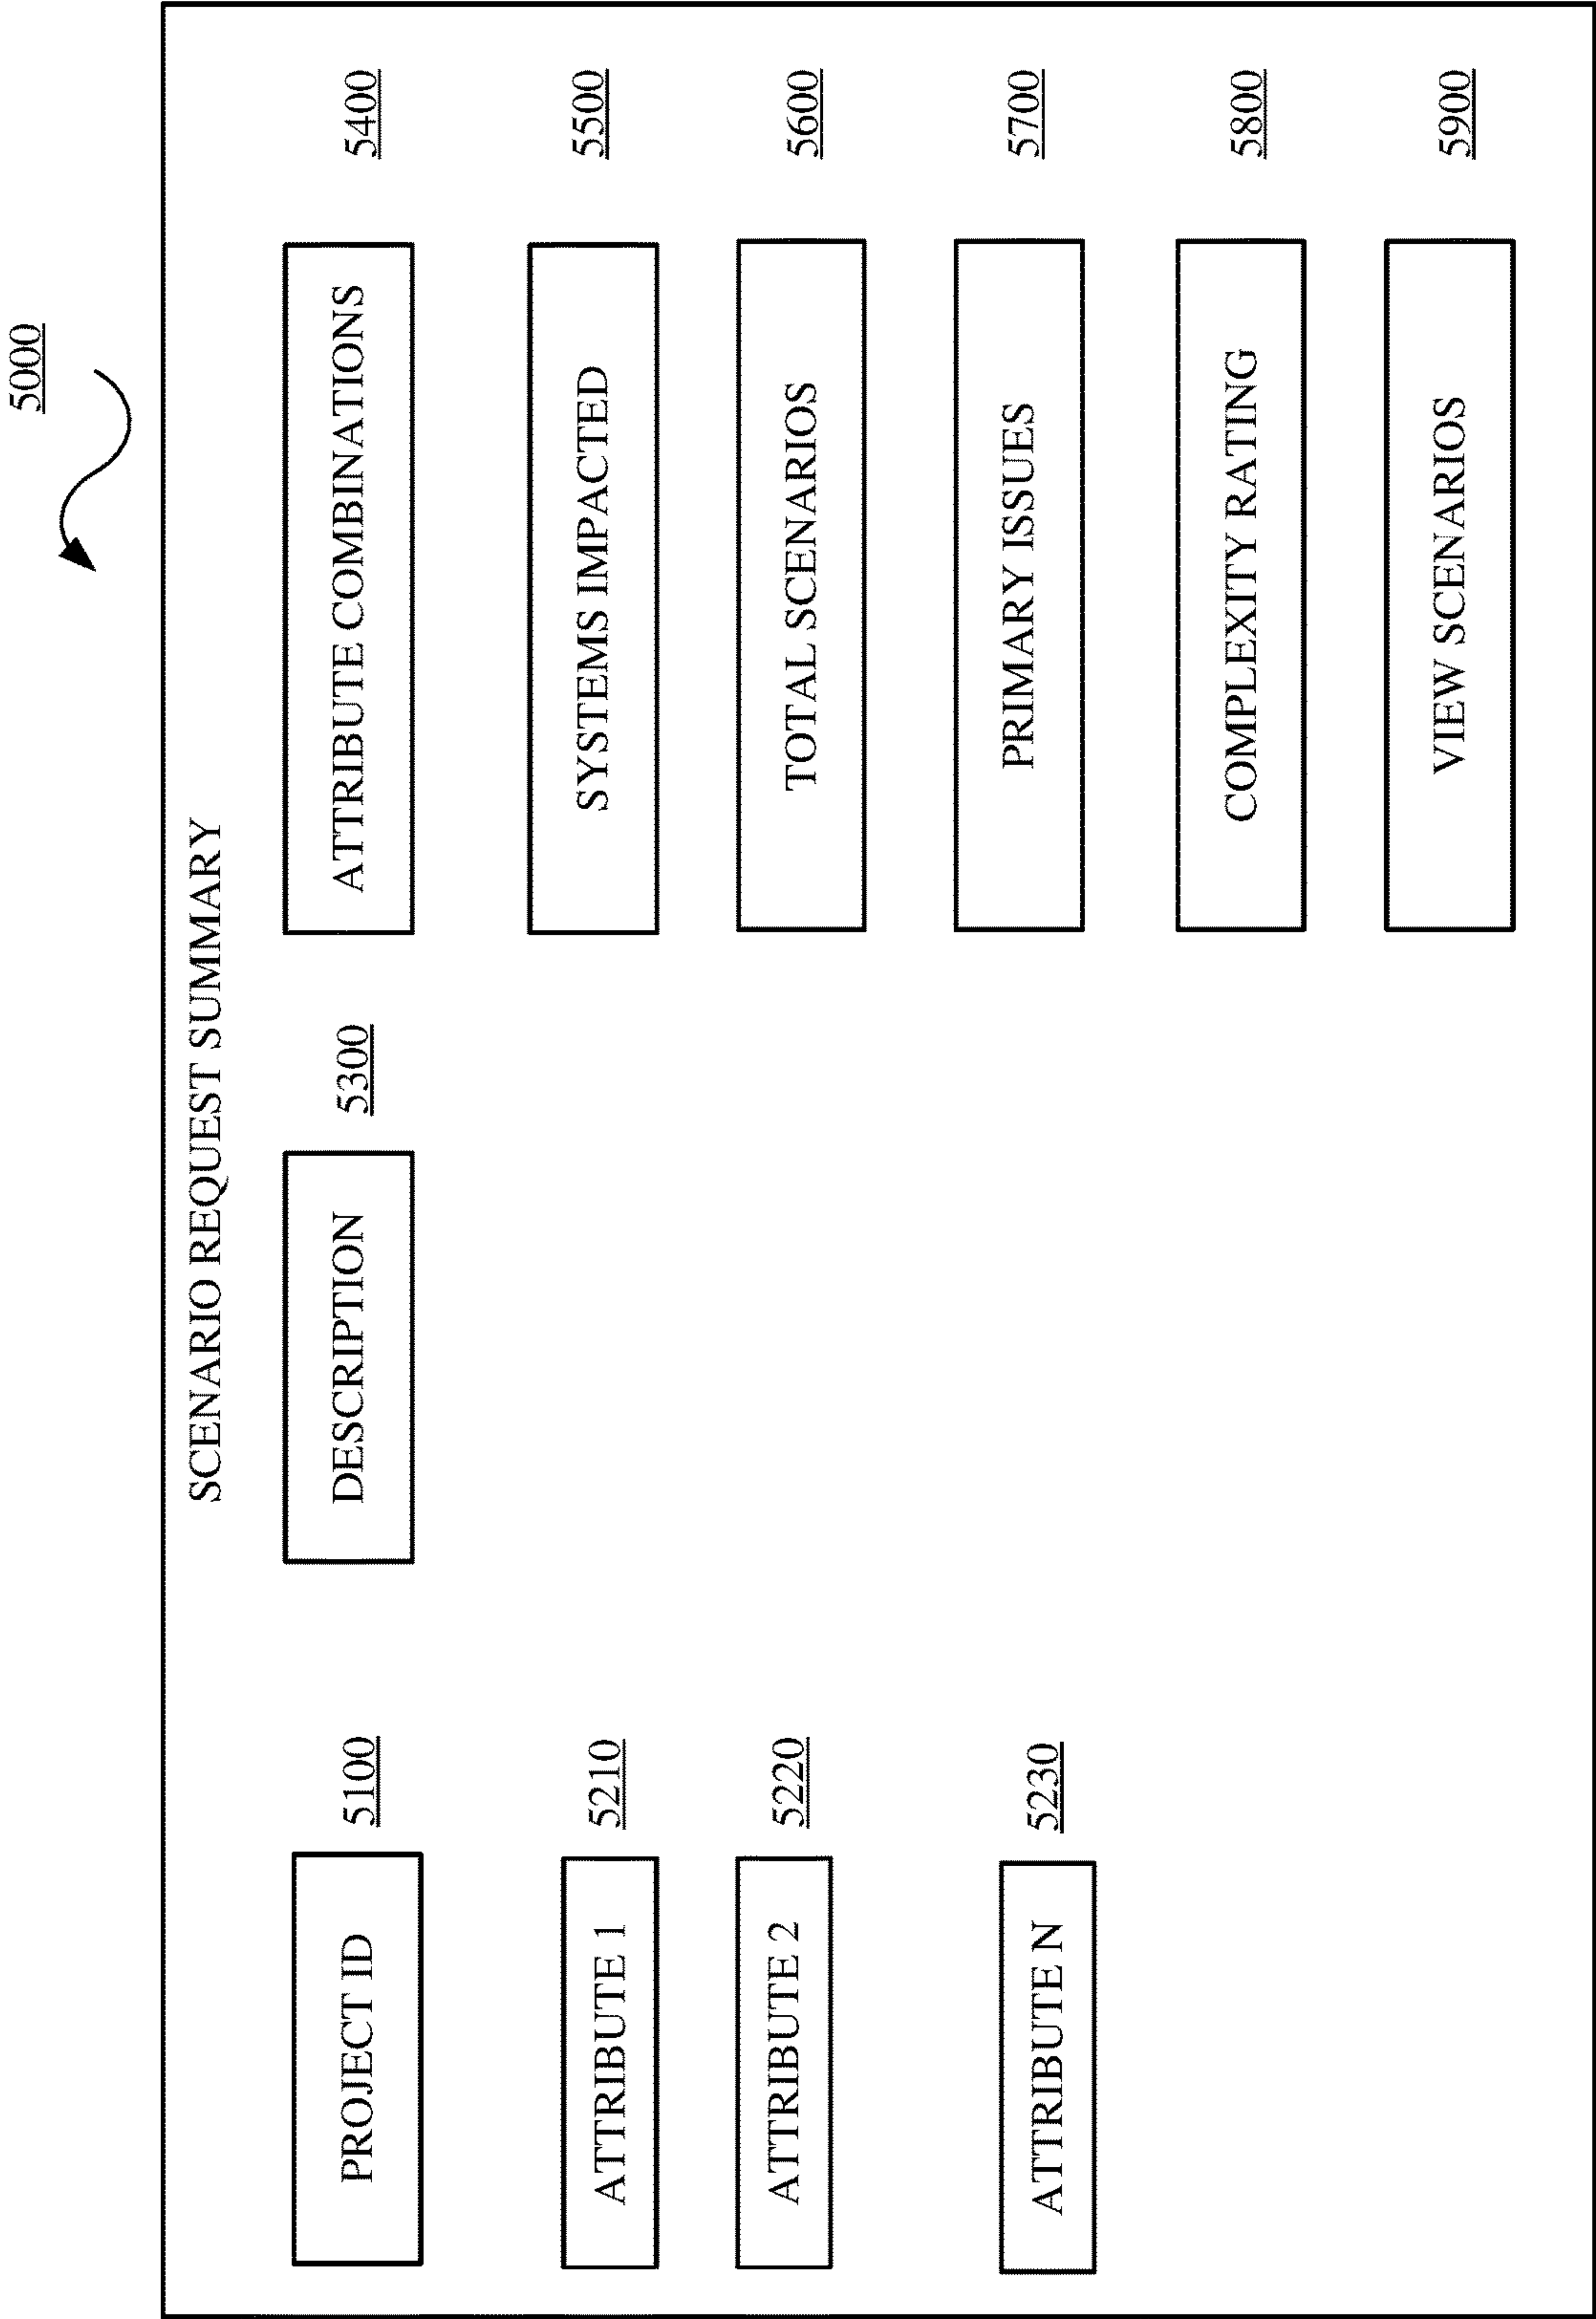 5000
SCENARIO REQUEST SUMMARY
PROJECT ID 5100
DESCRIPTION 5300
ATTRIBUTE COMBINATIONS 5400
ATTRIBUTE 1 5210
SYSTEMS IMPACTED 5500
ATTRIBUTE 2 5220
TOTAL SCENARIOS 5600
ATTRIBUTE N 5230
PRIMARY ISSUES 5700
COMPLEXITY RATING 5800
VIEW SCENARIOS 5900